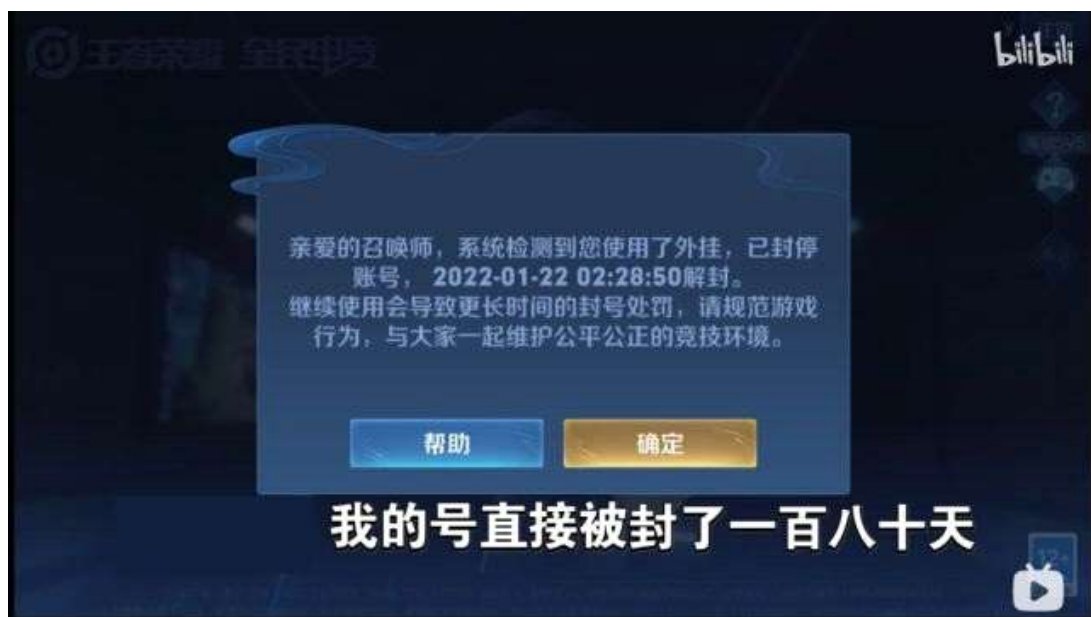 王者荣耀 全民电竞
bilibili
?
亲爱的召唤师，系统检测到您使用了外挂，已封停
账号， 2022-01-22 02:28:50解封。
继续使用会导致更长时间的封号处罚，请规范游戏
行为，与大家一起维护公平公正的竞技环境。
帮助
确定
我的号直接被封了一百八十天
12+